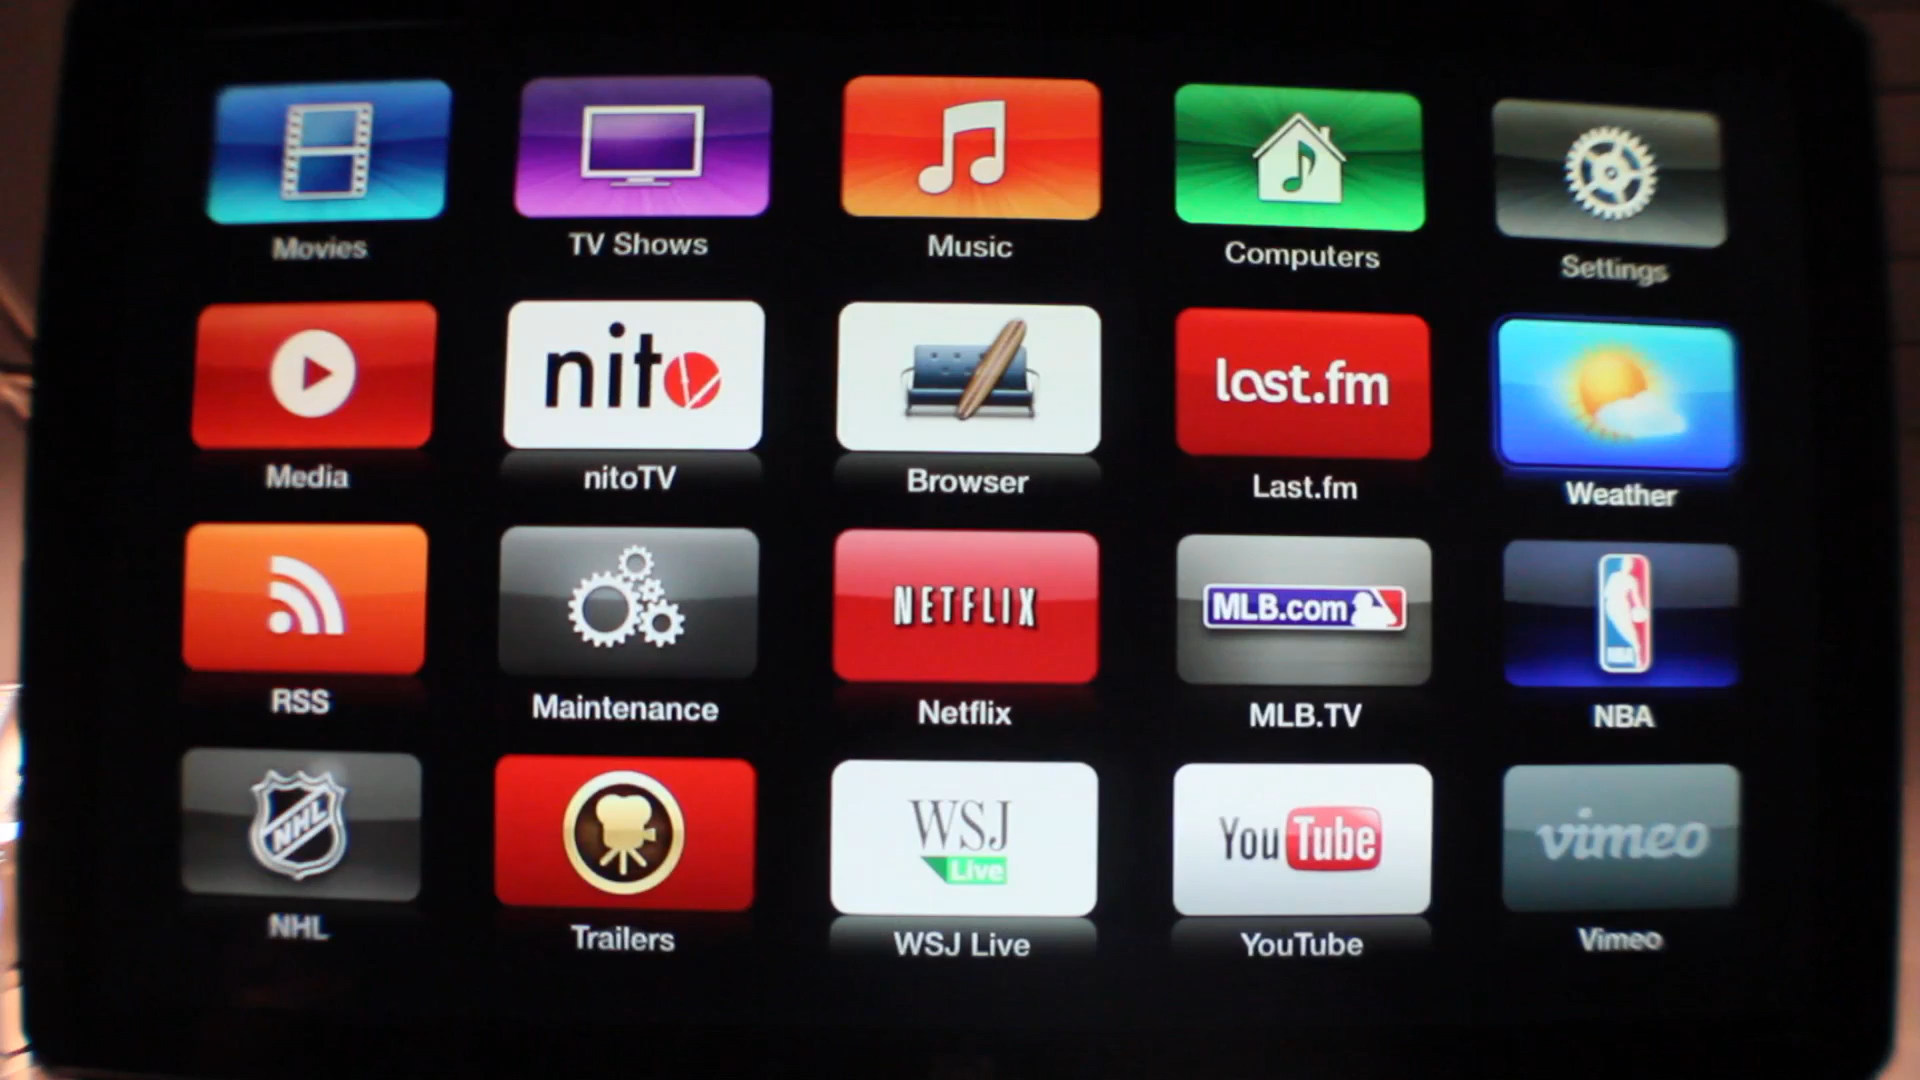 Movies
TV Shows
Music
Computers
Settings
nito
last.fm
Media
nitoTV
Browser
Last.fm
Weather
NETFLIX
MLB.com
NBA
RSS
Maintenance
Netflix
MLB.TV
NBA
NHL
WSJ
Live
YouTube
vimeo
NHL
Trailers
WSJ Live
YouTube
Vimeo